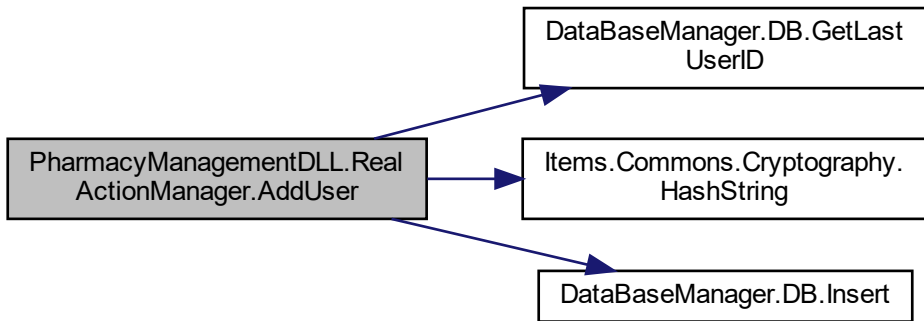 DataBaseManager.DB.GetLast
UserID
PharmacyManagementDLL.Real
ActionManager.AddUser
Items.Commons.Cryptography.
HashString
DataBaseManager.DB.Insert